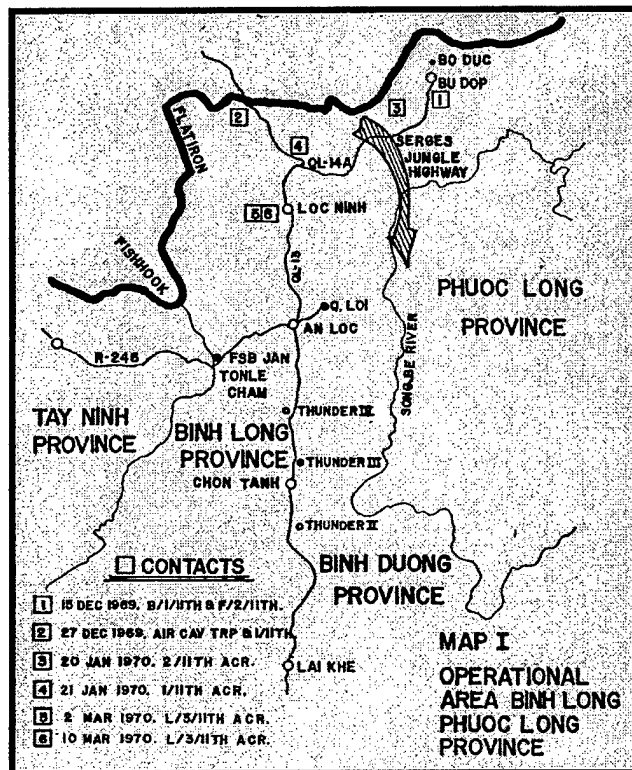 BO DUC
BU DOP
1
3
2
SERGES
JUNGLE
HIGHWAY
4
QL-14A
FLATIRON
5 6
LOC NINH
FISHHOOK
QL-13
PHUOC LONG
PROVINCE
Q. LOI
AN LOC
R-246
FSB JAN
TONLE
CHAM
SONG BE RIVER
TAY NINH
PROVINCE
BINH LONG
PROVINCE
THUNDER IV
THUNDER III
CHON TANH
THUNDER II
BINH DUONG
PROVINCE
CONTACTS
1 15 DEC 1969, B/1/11TH & F/2/11TH.
2 27 DEC 1969, AIR CAV TRP & 1/11TH
3 20 JAN 1970. 2/11TH ACR.
4 21 JAN 1970. 1/11TH ACR.
5 2 MAR 1970. L/3/11TH ACR.
6 10 MAR 1970. L/3/11TH ACR.
LAI KHE
MAP I
OPERATIONAL
AREA BINH LONG
PHUOC LONG
PROVINCE